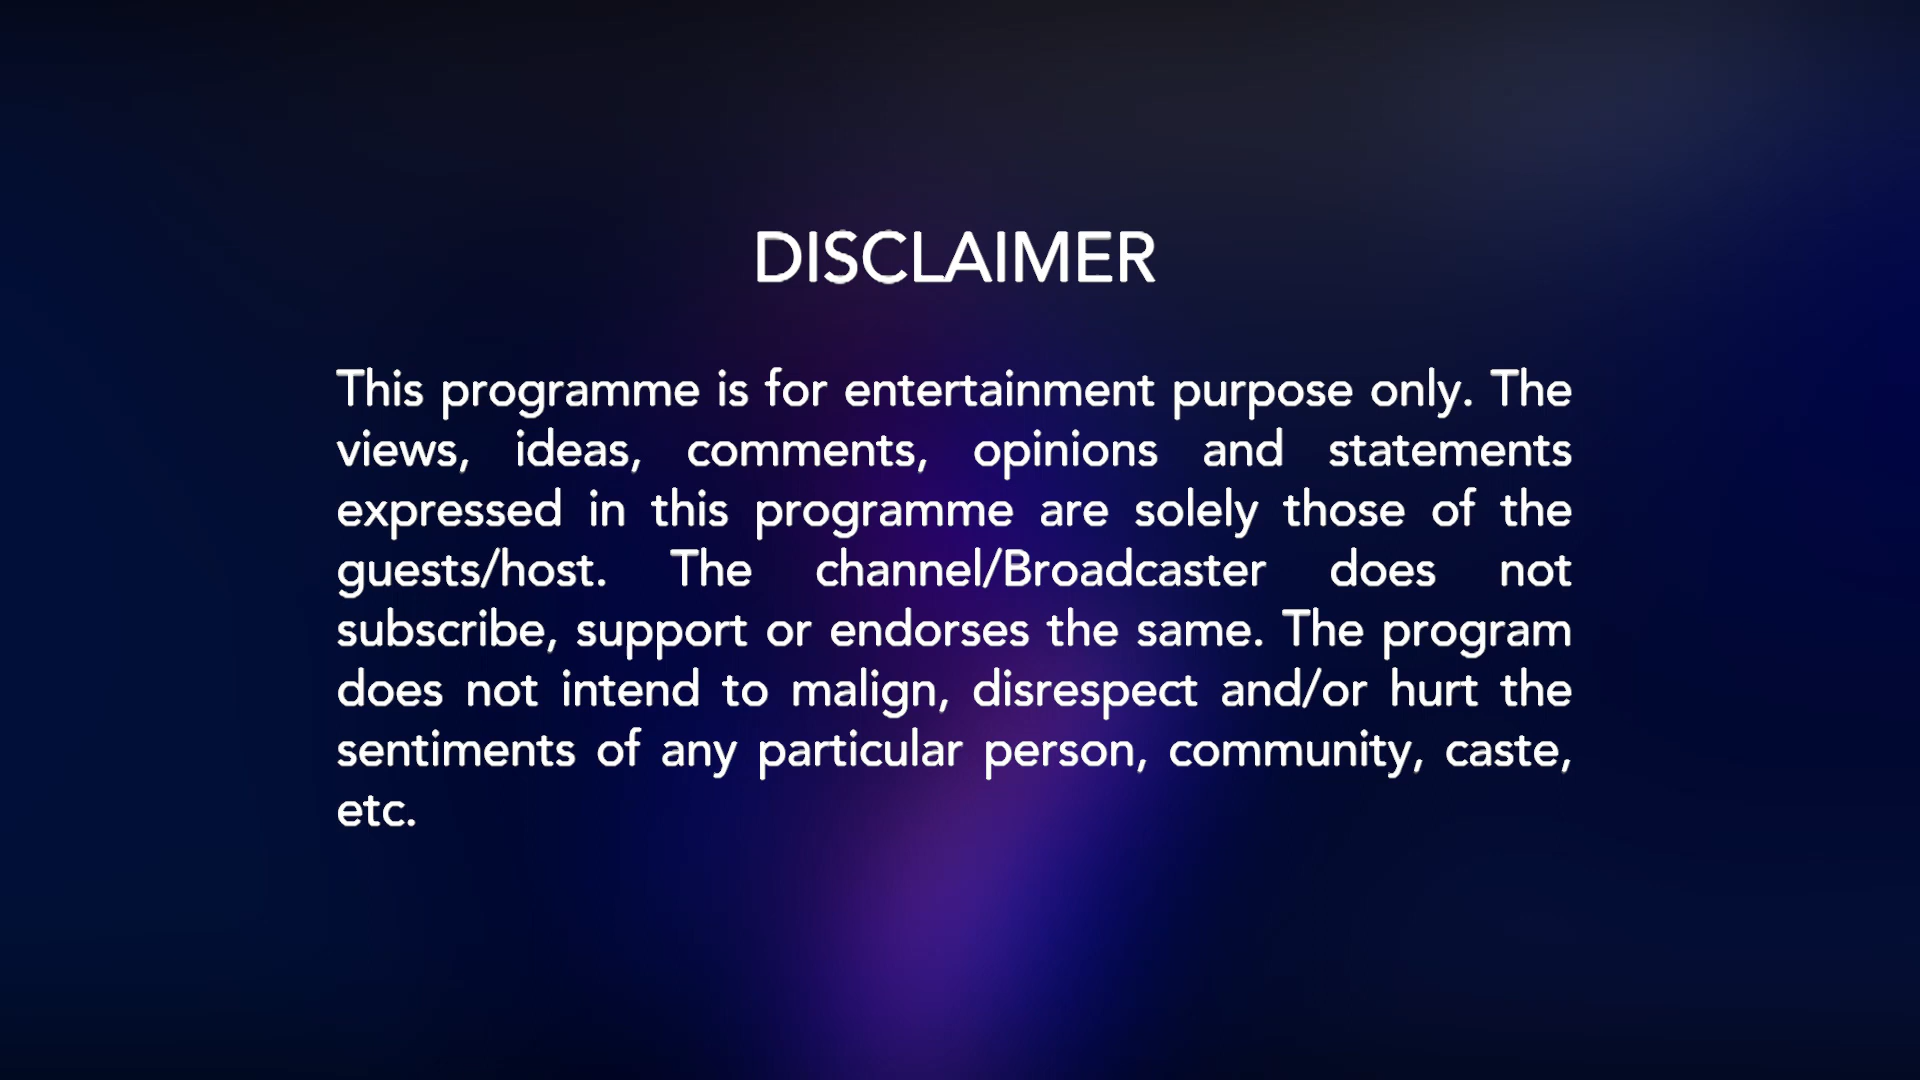 DISCLAIMER
This programme is for entertainment purpose only. The
views, ideas, comments, opinions and statements
expressed in this programme are solely those of the
guests/host. The channel/Broadcaster does not
subscribe, support or endorses the same. The program
does not intend to malign, disrespect and/or hurt the
sentiments of any particular person, community, caste,
etc.